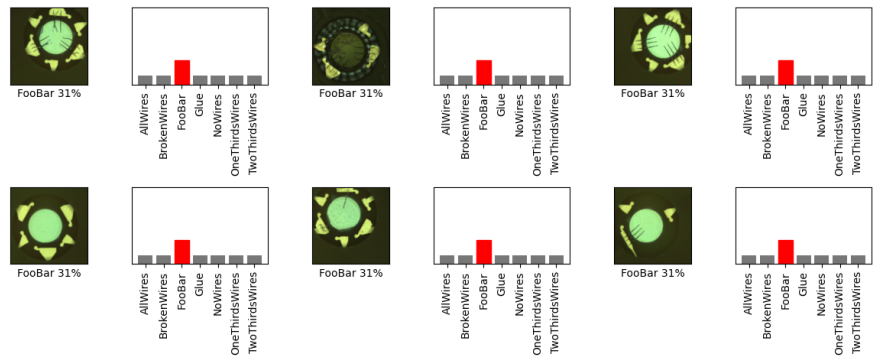 FooBar 31%
AllWires
BrokenWires
FooBar
Glue
NoWires
OneThirdsWires
TwoThirdsWires
FooBar 31%
AllWires
BrokenWires
FooBar
Glue
NoWires
OneThirdsWires
TwoThirdsWires
FooBar 31%
AllWires
BrokenWires
FooBar
Glue
NoWires
OneThirdsWires
TwoThirdsWires
FooBar 31%
AllWires
BrokenWires
FooBar
Glue
NoWires
OneThirdsWires
TwoThirdsWires
FooBar 31%
AllWires
BrokenWires
FooBar
Glue
NoWires
OneThirdsWires
TwoThirdsWires
FooBar 31%
AllWires
BrokenWires
FooBar
Glue
NoWires
OneThirdsWires
TwoThirdsWires